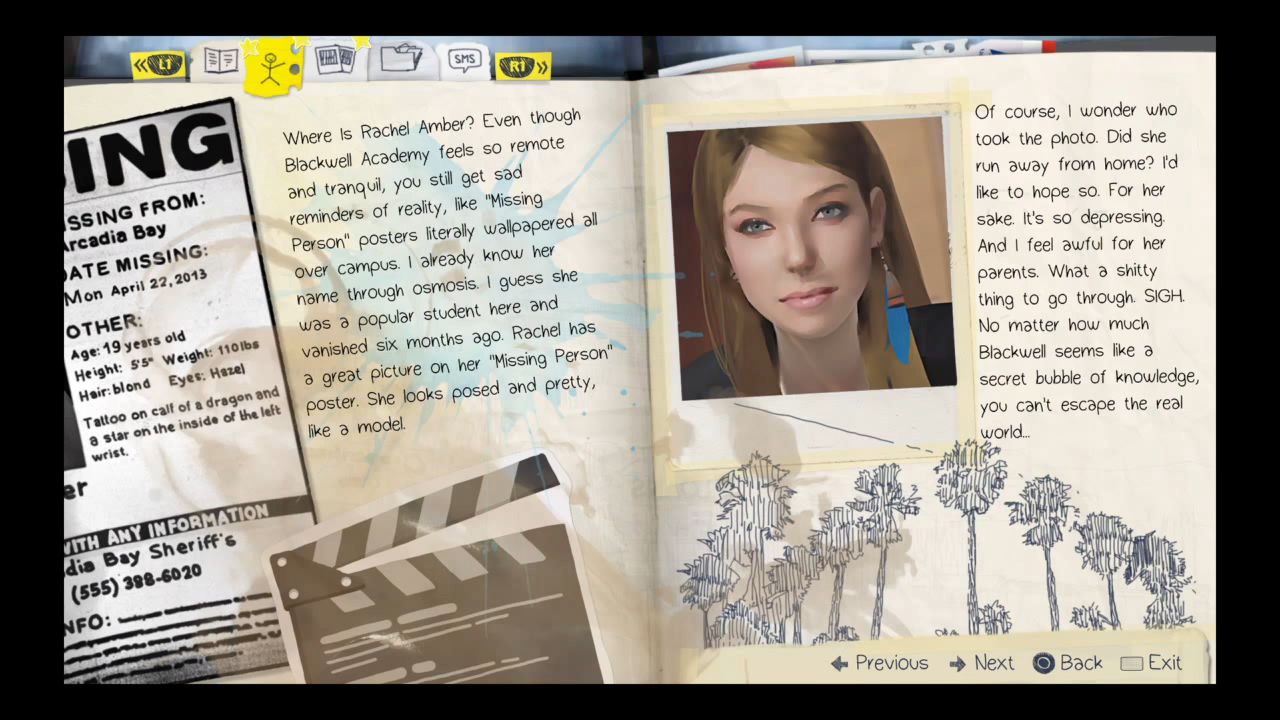 L1
SMS
R1
ING
SSING FROM:
Arcadia Bay
DATE MISSING:
Mon April 22, 2013
OTHER:
Age: 19 years old
Height: 5'5" Weight: 110lbs
Hair: blond Eyes: Hazel
Tattoo on calf of a dragon and
a star on the inside of the left
wrist.
er
WITH ANY INFORMATION
dia Bay Sheriff's
(555) 388-6020
NFO:
Where Is Rachel Amber? Even though
Blackwell Academy feels so remote
and tranquil, you still get sad
reminders of reality, like "Missing
Person" posters literally wallpapered all
over campus. I already know her
name through osmosis. I guess she
was a popular student here and
vanished six months ago. Rachel has
a great picture on her "Missing Person"
poster. She looks posed and pretty,
like a model.
Of course, I wonder who
took the photo. Did she
run away from home? I'd
like to hope so. For her
sake. It's so depressing.
And I feel awful for her
parents. What a shitty
thing to go through. SIGH.
No matter how much
Blackwell seems like a
secret bubble of knowledge,
you can't escape the real
world...
Previous Next Back Exit